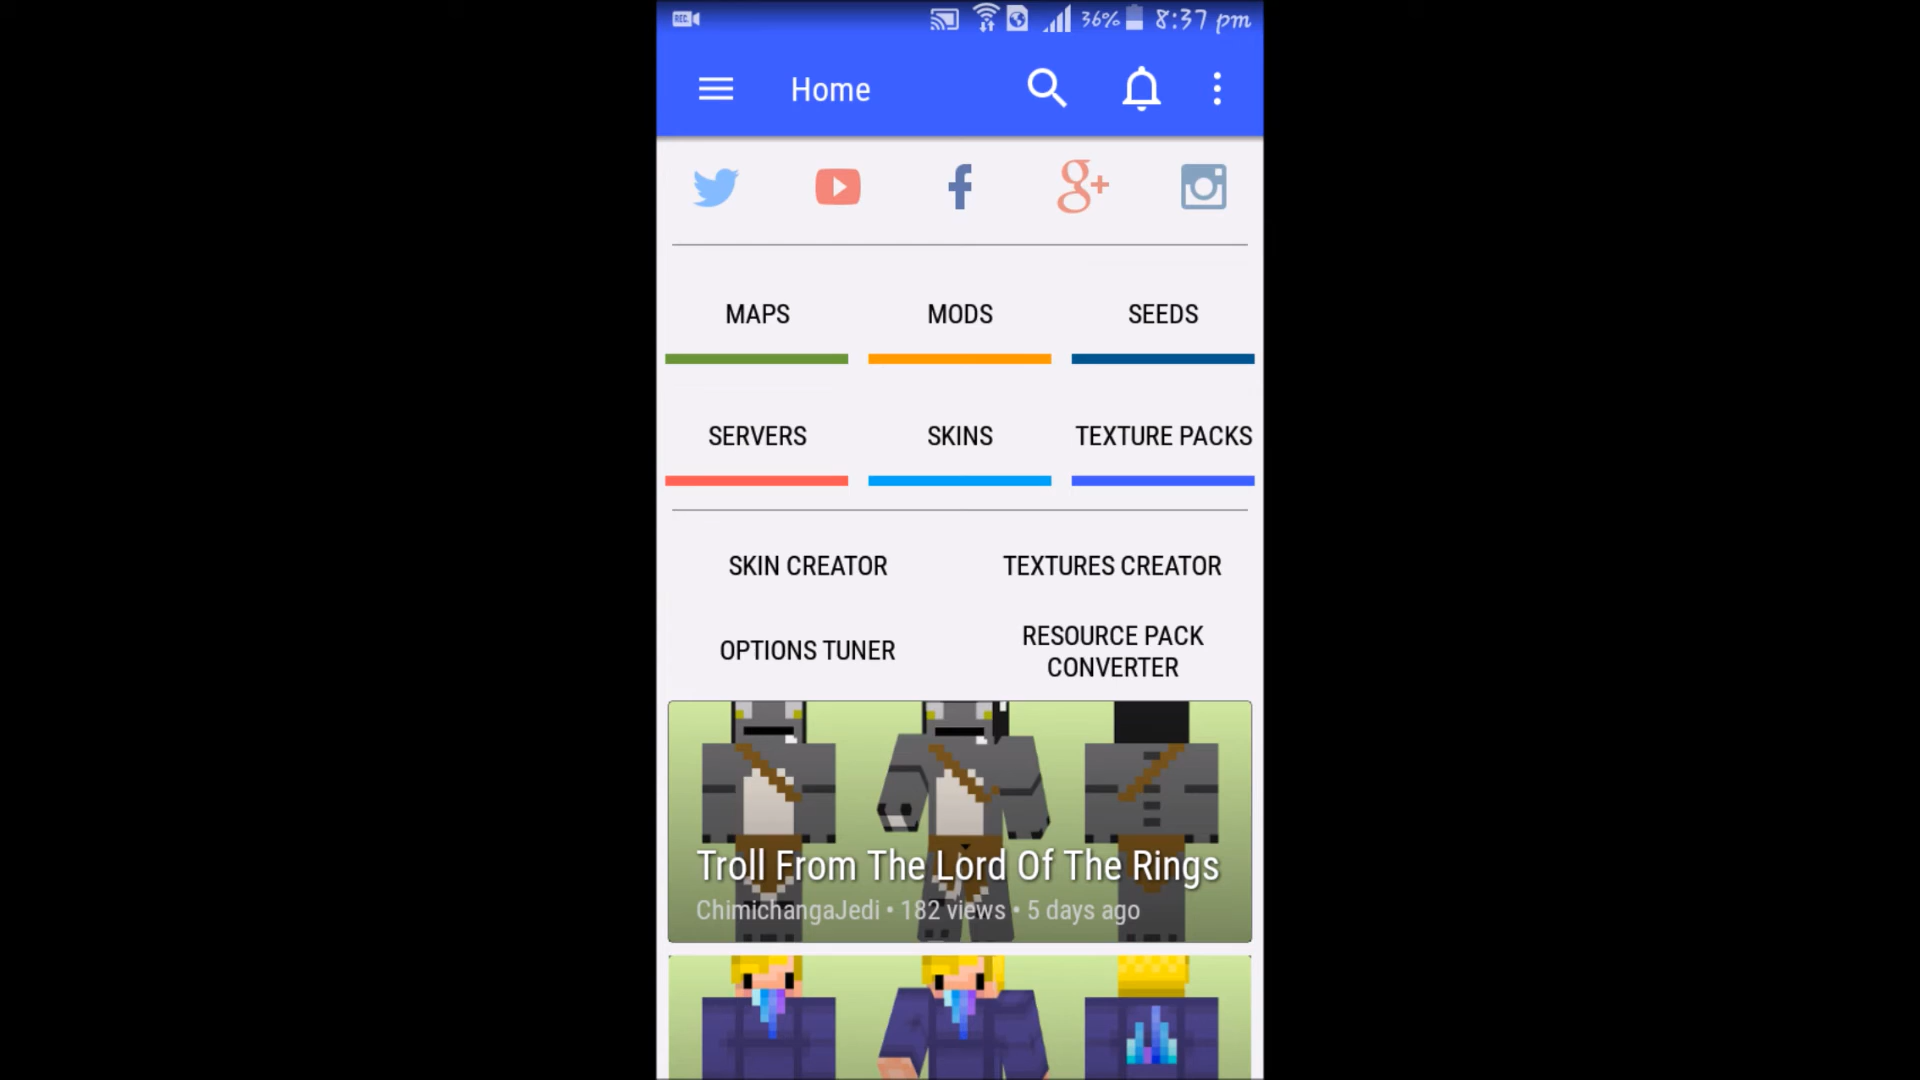 REC
36% 8:37 pm
Home
g+
MAPS MODS SEEDS
SERVERS SKINS TEXTURE PACKS
SKIN CREATOR TEXTURES CREATOR
OPTIONS TUNER RESOURCE PACK
CONVERTER
Troll From The Lord Of The Rings
ChimichangaJedi • 182 views • 5 days ago